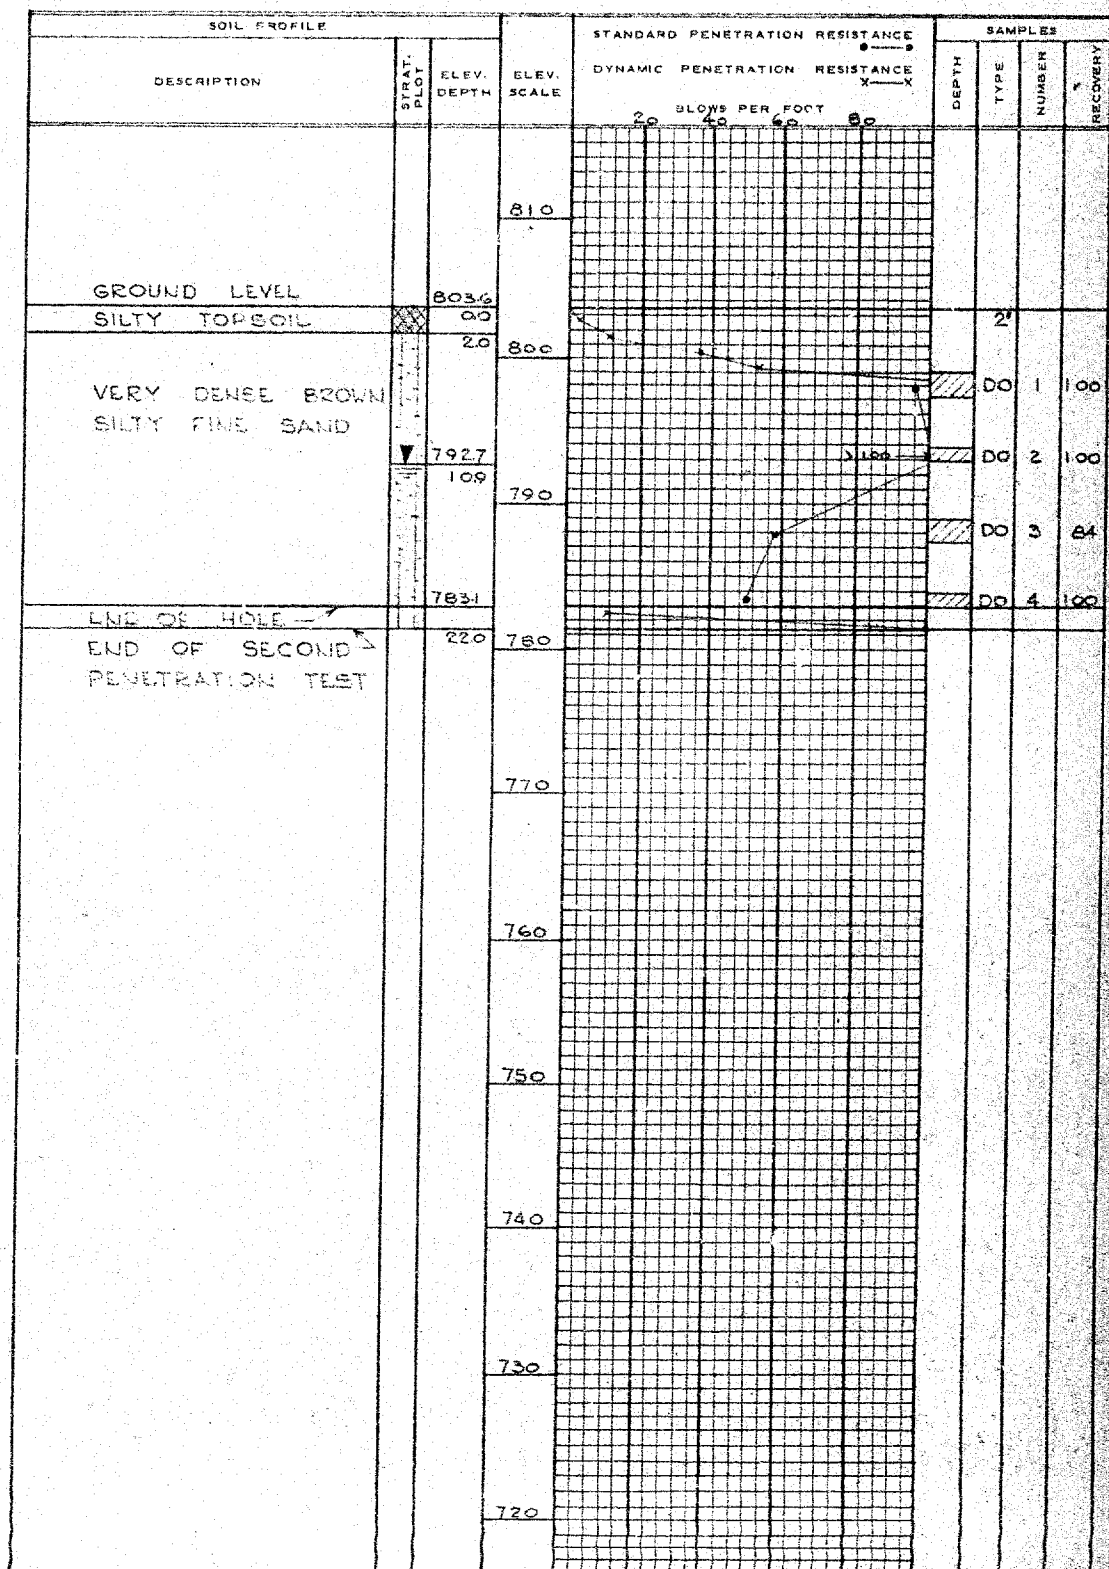 SOIL PROFILE
DESCRIPTION
STRAT. PLOT
ELEV. DEPTH
ELEV. SCALE
STANDARD PENETRATION RESISTANCE
DYNAMIC PENETRATION RESISTANCE
X——X
BLOWS PER FOOT
20 40 60 80
SAMPLES
DEPTH
TYPE
NUMBER
% RECOVERY
810
GROUND LEVEL
803.6
SILTY TOPSOIL
0.0
2'
2.0
800
VERY DENSE BROWN
SILTY FINE SAND
DO 1 100
792.7
>100
DO 2 100
10.9
790
DO 3 84
783.1
DO 4 100
END OF HOLE —
22.0
780
END OF SECOND
PENETRATION TEST
770
760
750
740
730
720